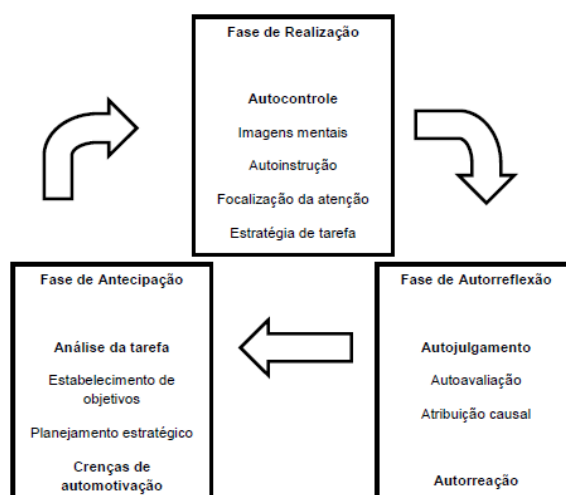 Fase de Realização
Autocontrole
Imagens mentais
Autoinstrução
Focalização da atenção
Estratégia de tarefa
Fase de Antecipação
Análise da tarefa
Estabelecimento de
objetivos
Planejamento estratégico
Crenças de
automotivação
Fase de Autorreflexão
Autojulgamento
Autoavaliação
Atribuição causal
Autorreação